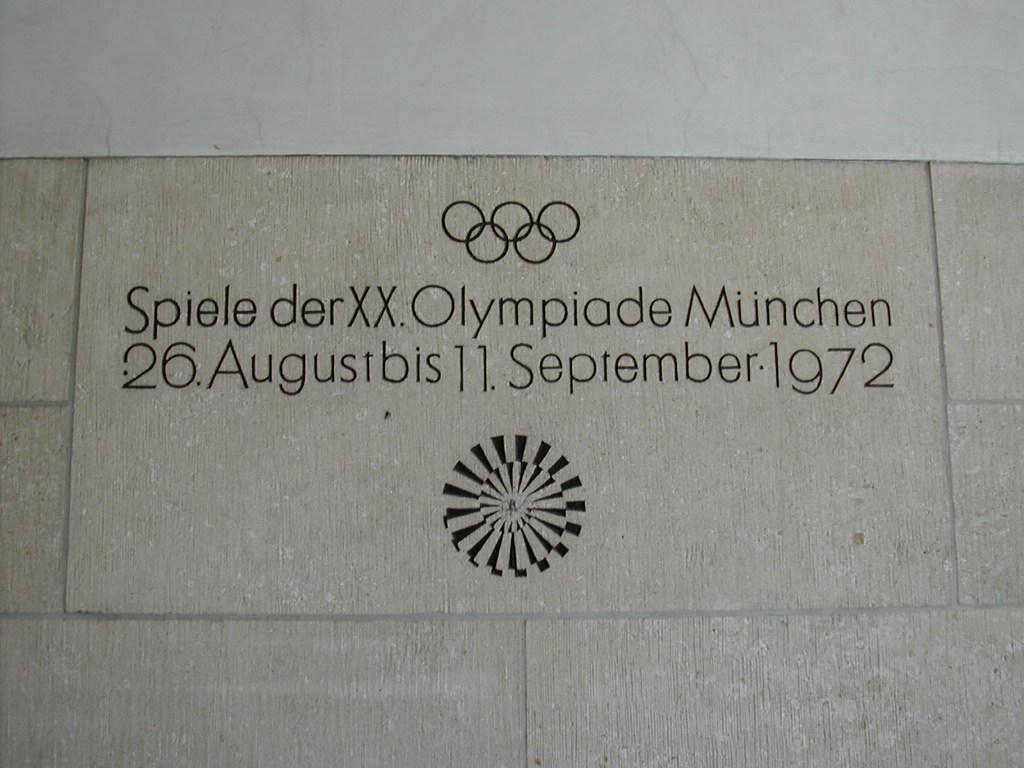 Spiele der XX. Olympiade München
26. August bis 11. September 1972